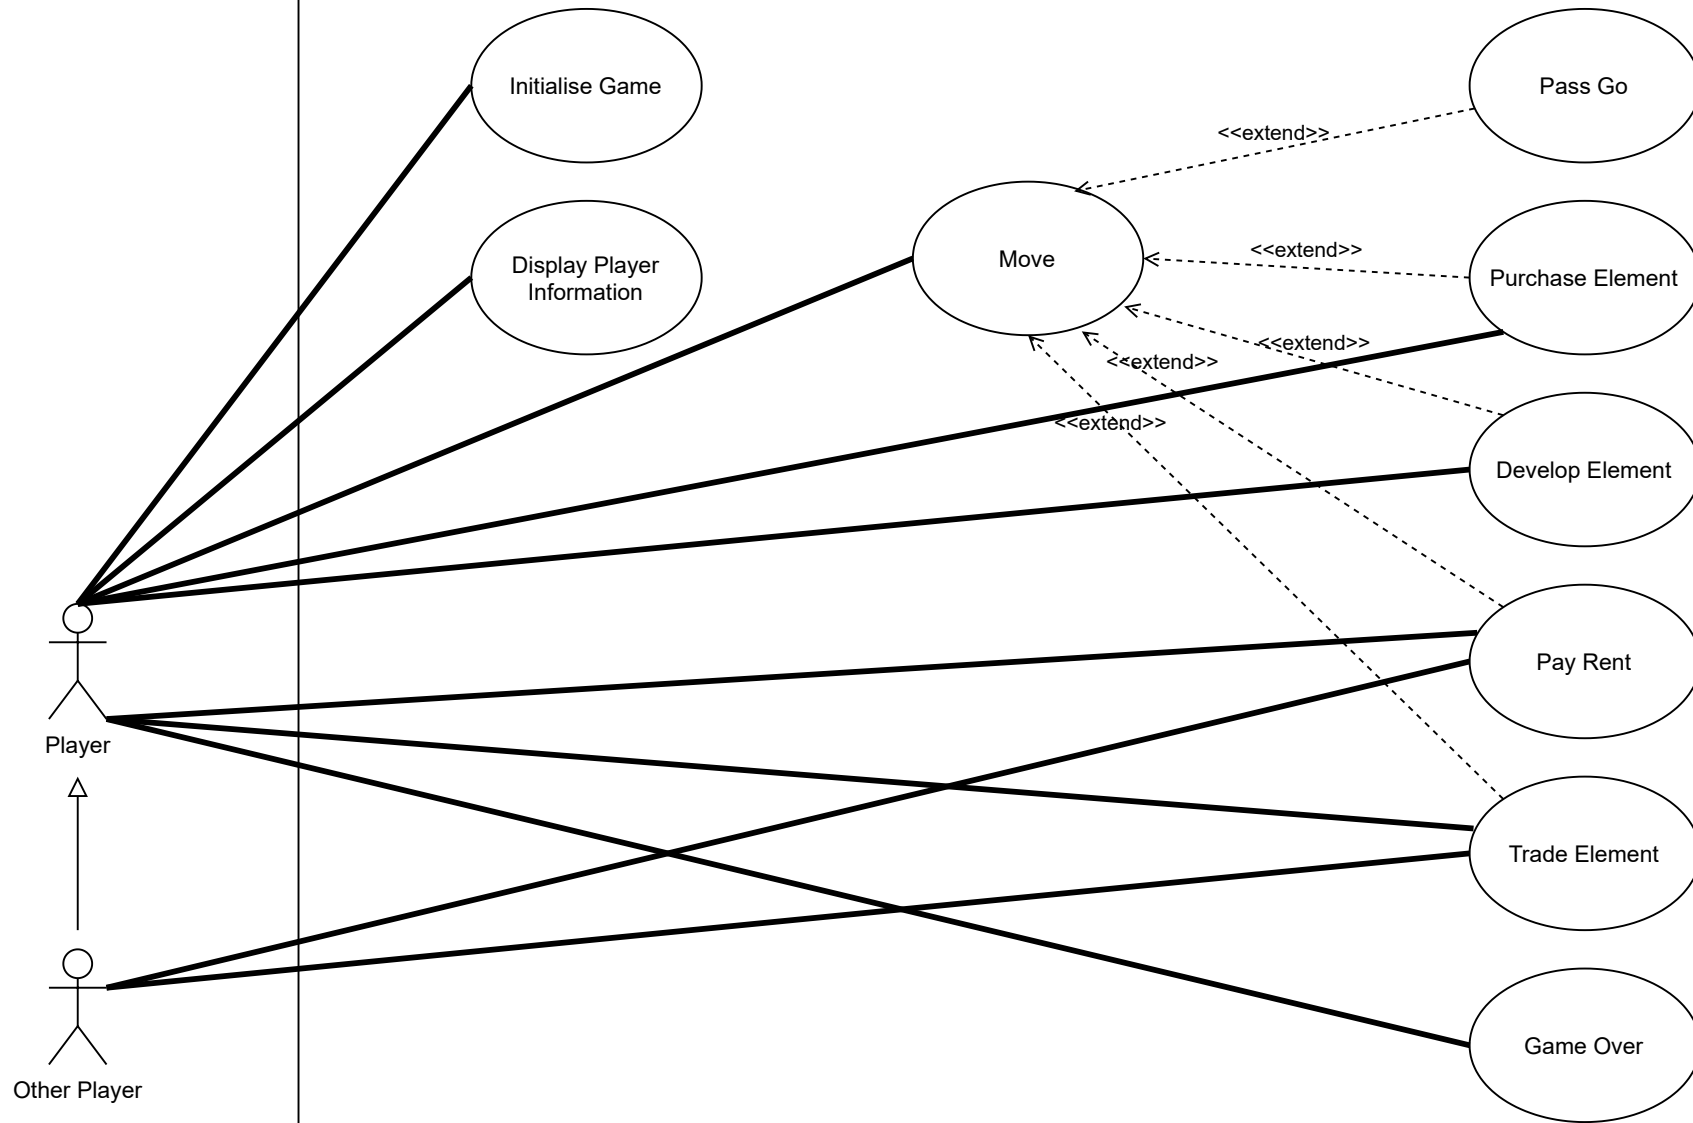 Initialise Game
Pass Go
<<extend>>
Display Player
Information
Move
<<extend>>
Purchase Element
<<extend>>
<<extend>>
<<extend>>
Develop Element
Pay Rent
Player
Trade Element
Game Over
Other Player